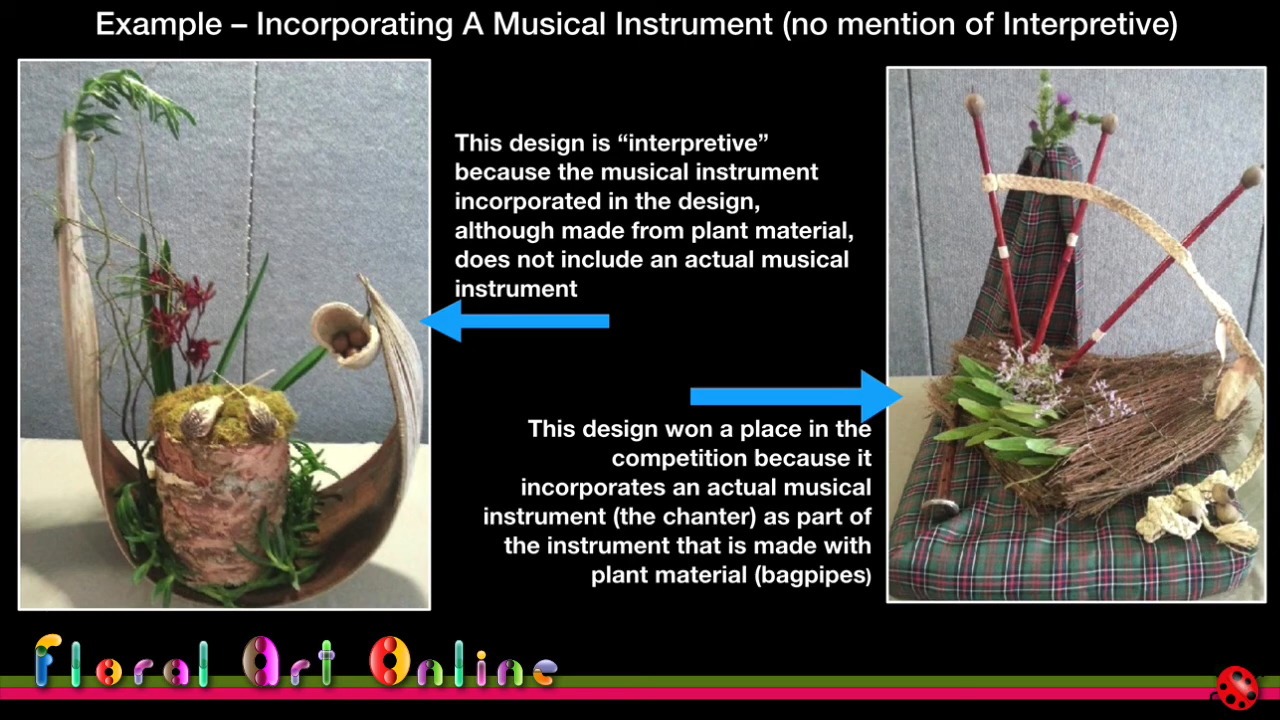 Example – Incorporating A Musical Instrument (no mention of Interpretive)
This design is “interpretive”
because the musical instrument
incorporated in the design,
although made from plant material,
does not include an actual musical
instrument
This design won a place in the
competition because it
incorporates an actual musical
instrument (the chanter) as part of
the instrument that is made with
plant material (bagpipes)
Floral Art Online